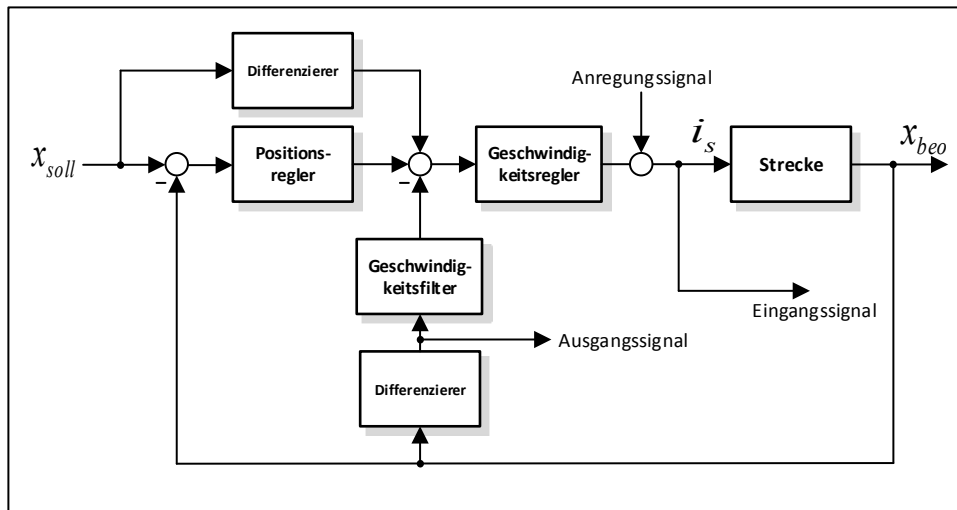 Differenzierer
Anregungssignal
x_soll
-
Positions-
regler
-
Geschwindig-
keitsregler
i_s
Strecke
x_beo
Geschwindig-
keitsfilter
Eingangssignal
Ausgangssignal
Differenzierer